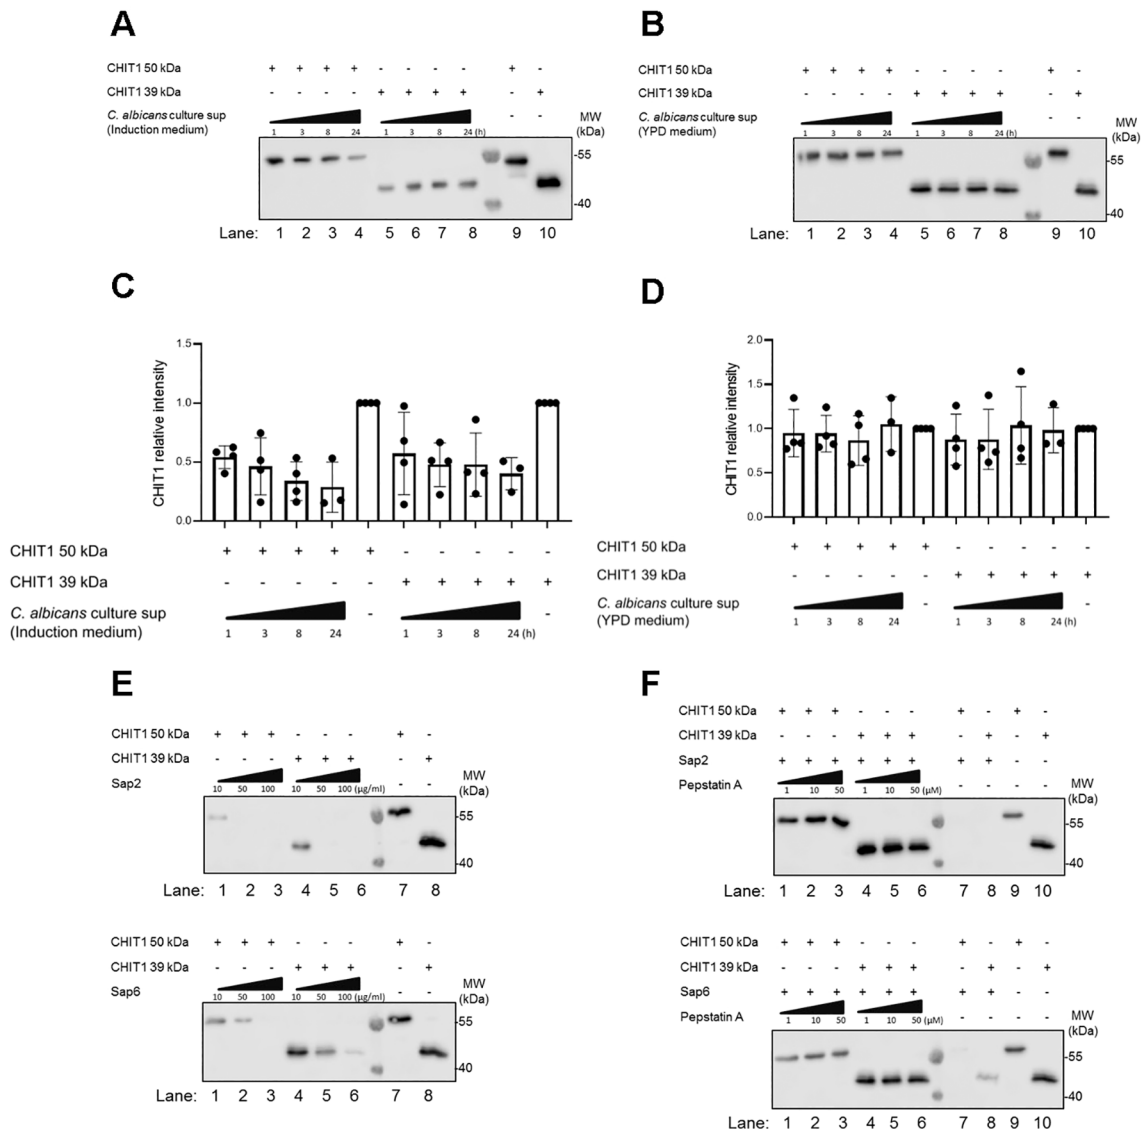 A
CHIT1 50 kDa + + + + - - - - + -
CHIT1 39 kDa - - - - + + + + - +
C. albicans culture sup - -
(Induction medium) 1 3 8 24 1 3 8 24 (h)
MW
(kDa)
-55
-40
Lane: 1 2 3 4 5 6 7 8 9 10
B
CHIT1 50 kDa + + + + - - - - + -
CHIT1 39 kDa - - - - + + + + - +
C. albicans culture sup - -
(YPD medium) 1 3 8 24 1 3 8 24 (h)
MW
(kDa)
-55
-40
Lane: 1 2 3 4 5 6 7 8 9 10
C
CHIT1 relative intensity
1.5
1.0
0.5
0.0
CHIT1 50 kDa + + + + + - - - - -
CHIT1 39 kDa - - - - - + + + + +
C. albicans culture sup - -
(Induction medium) 1 3 8 24 1 3 8 24 (h)
D
CHIT1 relative intensity
2.0
1.5
1.0
0.5
0.0
CHIT1 50 kDa + + + + + - - - - -
CHIT1 39 kDa - - - - - + + + + +
C. albicans culture sup - -
(YPD medium) 1 3 8 24 1 3 8 24 (h)
E
CHIT1 50 kDa + + + - - - + -
CHIT1 39 kDa - - - + + + - +
Sap2 - -
10 50 100 10 50 100 (µg/ml)
MW
(kDa)
-55
-40
Lane: 1 2 3 4 5 6 7 8
CHIT1 50 kDa + + + - - - + -
CHIT1 39 kDa - - - + + + - +
Sap6 - -
10 50 100 10 50 100 (µg/ml)
MW
(kDa)
-55
-40
Lane: 1 2 3 4 5 6 7 8
F
CHIT1 50 kDa + + + - - - + - + -
CHIT1 39 kDa - - - + + + - + - +
Sap2 + + + + + + + + - -
Pepstatin A - - - -
1 10 50 1 10 50 (µM)
MW
(kDa)
-55
-40
Lane: 1 2 3 4 5 6 7 8 9 10
CHIT1 50 kDa + + + - - - + - + -
CHIT1 39 kDa - - - + + + - + - +
Sap6 + + + + + + + + - -
Pepstatin A - - - -
1 10 50 1 10 50 (µM)
MW
(kDa)
-55
-40
Lane: 1 2 3 4 5 6 7 8 9 10